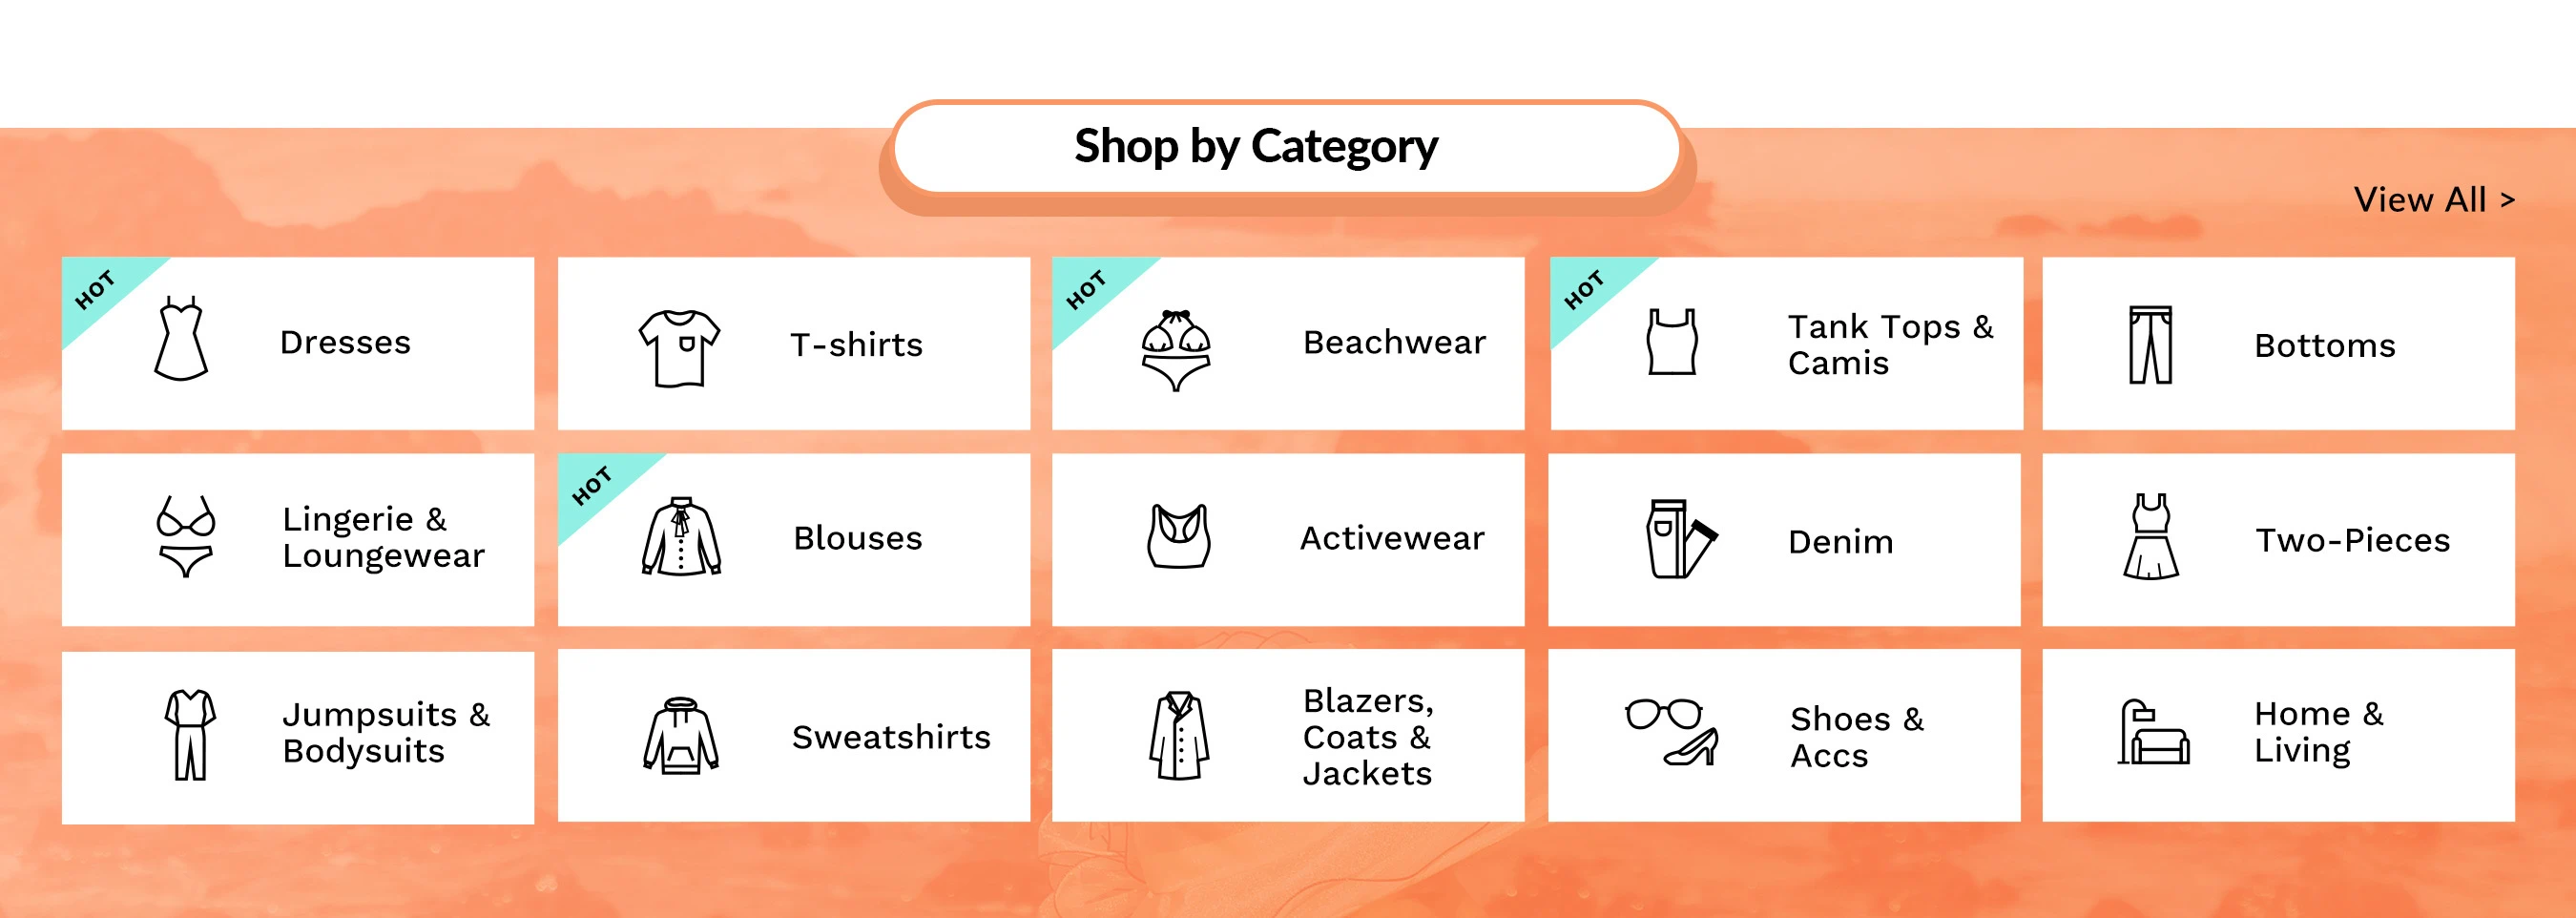 Shop by Category
View All >
HOT
Dresses
T-shirts
HOT
Beachwear
HOT
Tank Tops &
Camis
Bottoms
Lingerie &
Loungewear
HOT
Blouses
Activewear
Denim
Two-Pieces
Jumpsuits &
Bodysuits
Sweatshirts
Blazers,
Coats &
Jackets
Shoes &
Accs
Home &
Living